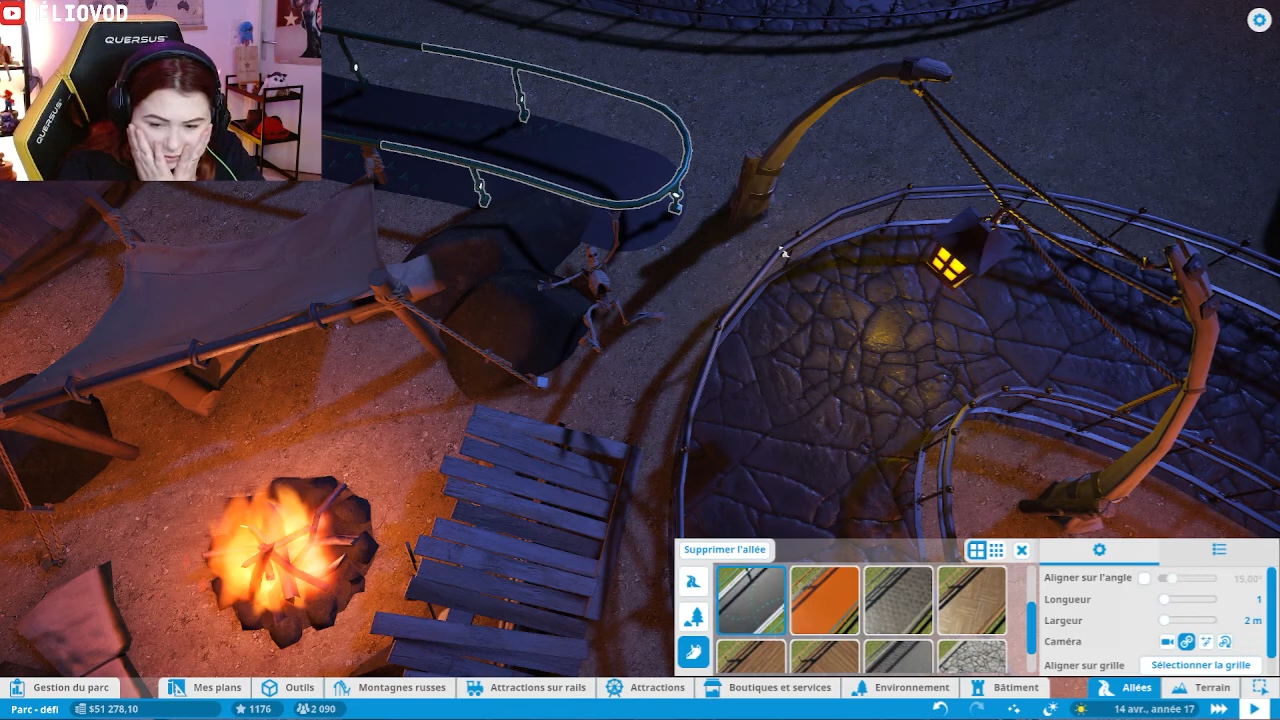 ÉLIOVOD
QUERSUS
QUERSUS
Supprimer l'allée
Aligner sur l'angle
15,00°
Longueur
1
Largeur
2 m
Caméra
Aligner sur grille
Sélectionner la grille
Gestion du parc
Mes plans
Outils
Montagnes russes
Attractions sur rails
Attractions
Boutiques et services
Environnement
Bâtiment
Allées
Terrain
Parc - défi
$51 278,10
1176
2 090
14 avr., année 17